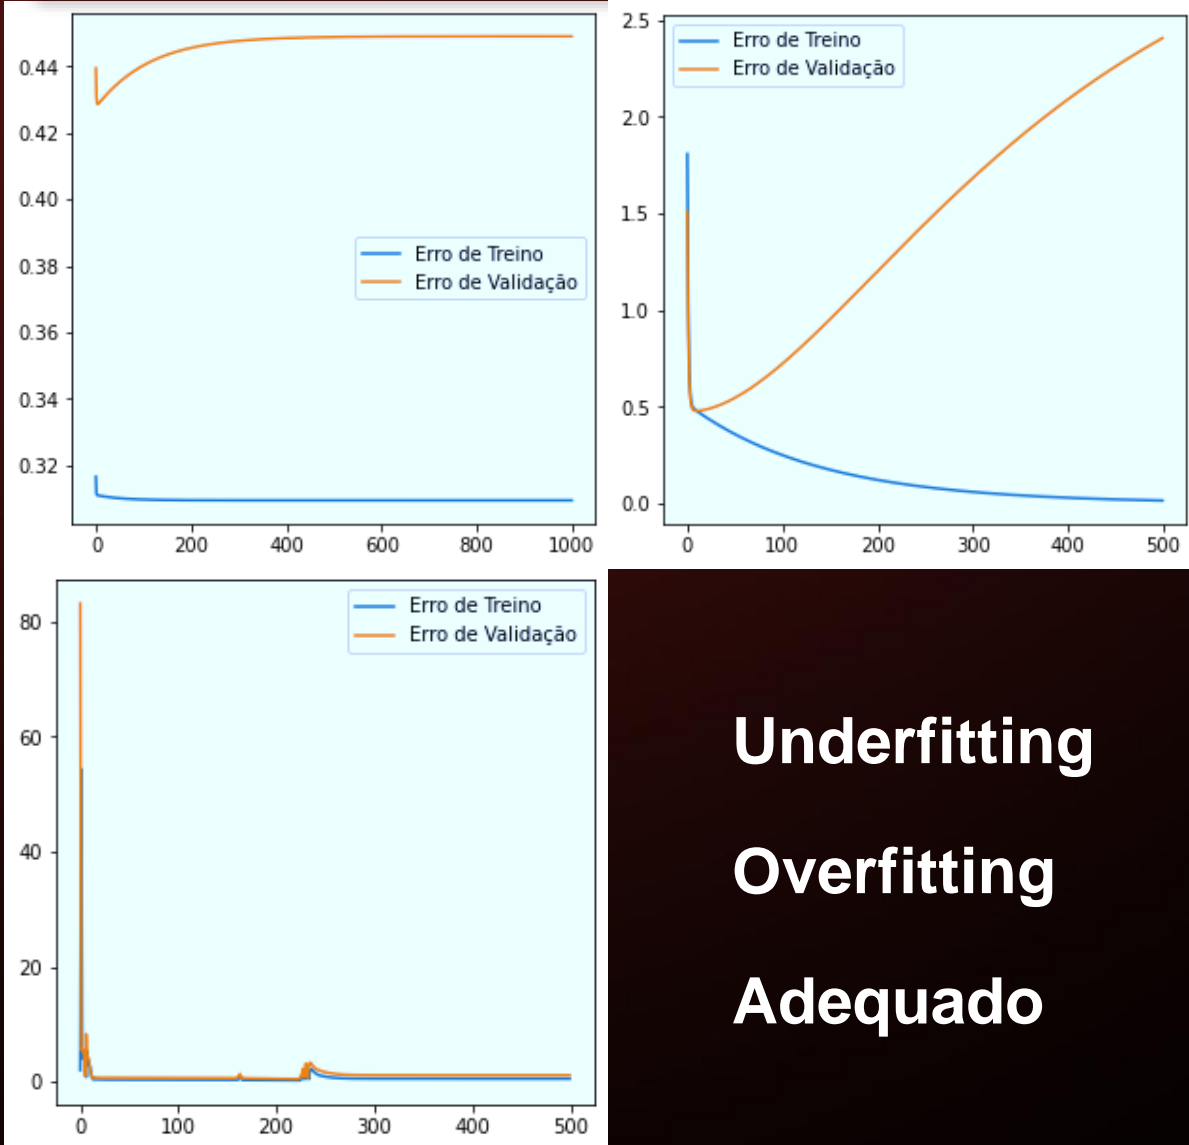 0.44
0.42
0.40
0.38
0.36
0.34
0.32
Erro de Treino
Erro de Validação
0 200 400 600 800 1000
2.5
2.0
1.5
1.0
0.5
0.0
Erro de Treino
Erro de Validação
0 100 200 300 400 500
80
60
40
20
0
Erro de Treino
Erro de Validação
0 100 200 300 400 500
Underfitting
Overfitting
Adequado